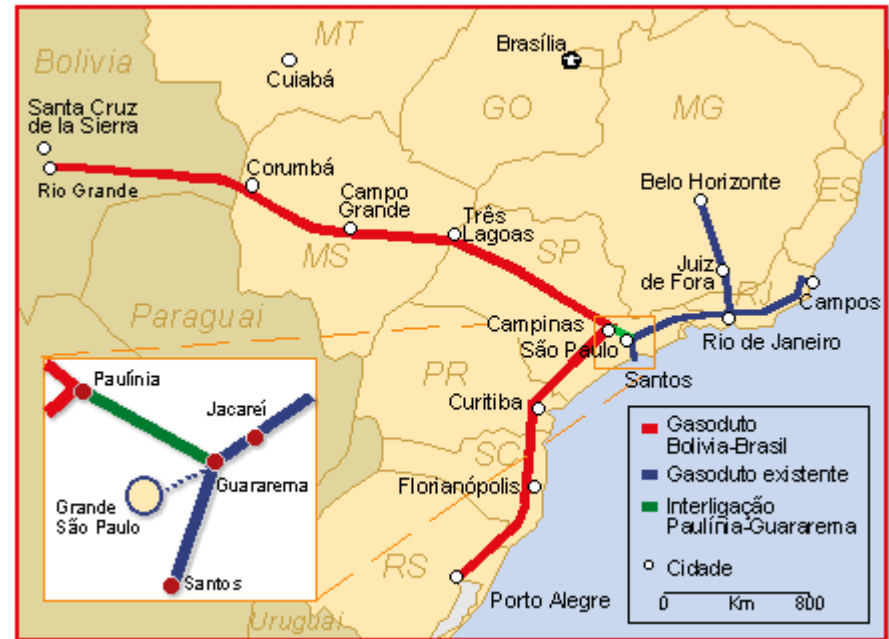 MT
Brasília
Bolivia
Cuiabá
GO
MG
Santa Cruz
de la Sierra
Rio Grande
Corumbá
Belo Horizonte
ES
Campo
Grande
Três
Lagoas
SP
MS
Juiz
de Fora
RJ
Campos
Paraguai
Campinas
São Paulo
Rio de Janeiro
Santos
PR
Curitiba
SC
Florianópolis
RS
Porto Alegre
Uruguai
Paulínia
Jacareí
Guararema
Grande
São Paulo
Santos
Gasoduto
Bolivia-Brasil
Gasoduto existente
Interligação
Paulínia-Guararema
Cidade
0 Km 800